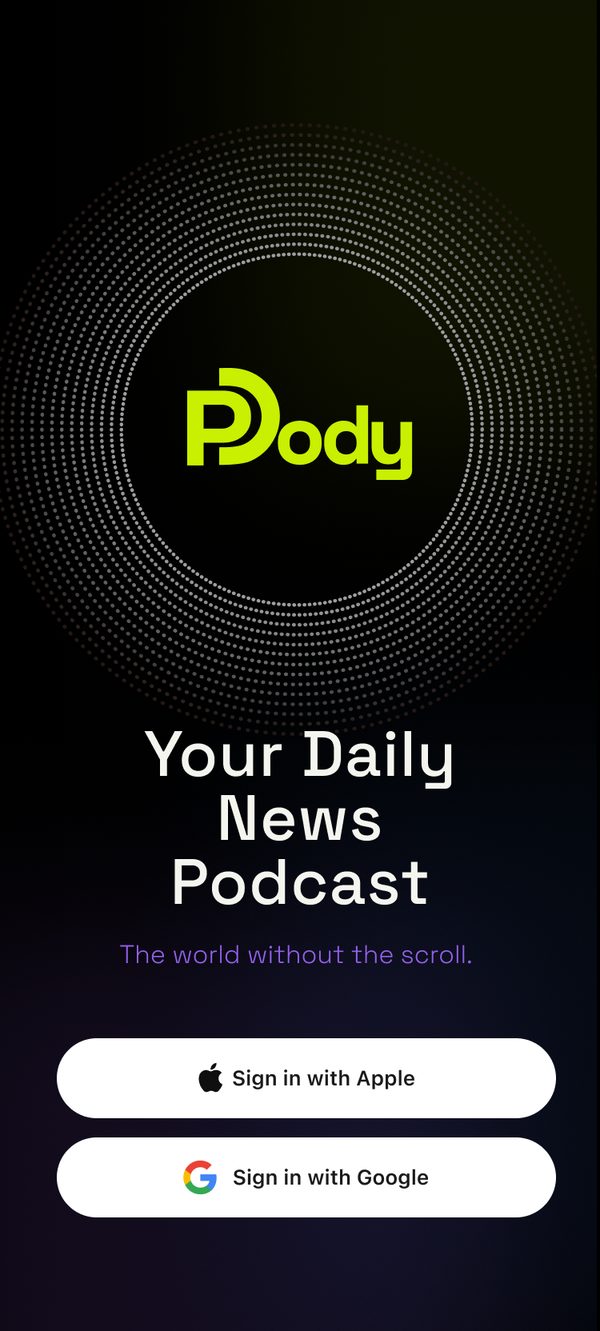 Pody
Your Daily
News
Podcast
The world without the scroll.
Sign in with Apple
Sign in with Google